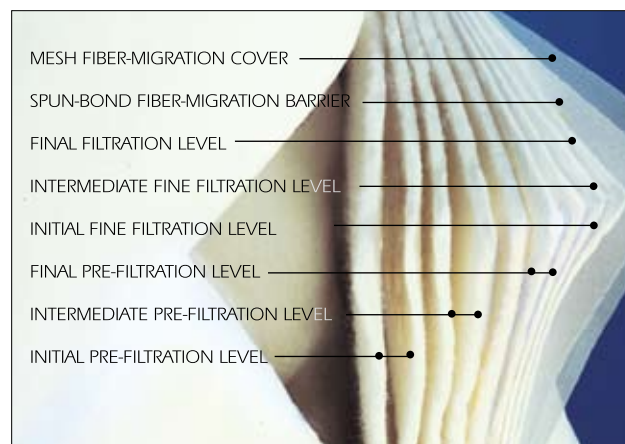 MESH FIBER-MIGRATION COVER
SPUN-BOND FIBER-MIGRATION BARRIER
FINAL FILTRATION LEVEL
INTERMEDIATE FINE FILTRATION LEVEL
INITIAL FINE FILTRATION LEVEL
FINAL PRE-FILTRATION LEVEL
INTERMEDIATE PRE-FILTRATION LEVEL
INITIAL PRE-FILTRATION LEVEL